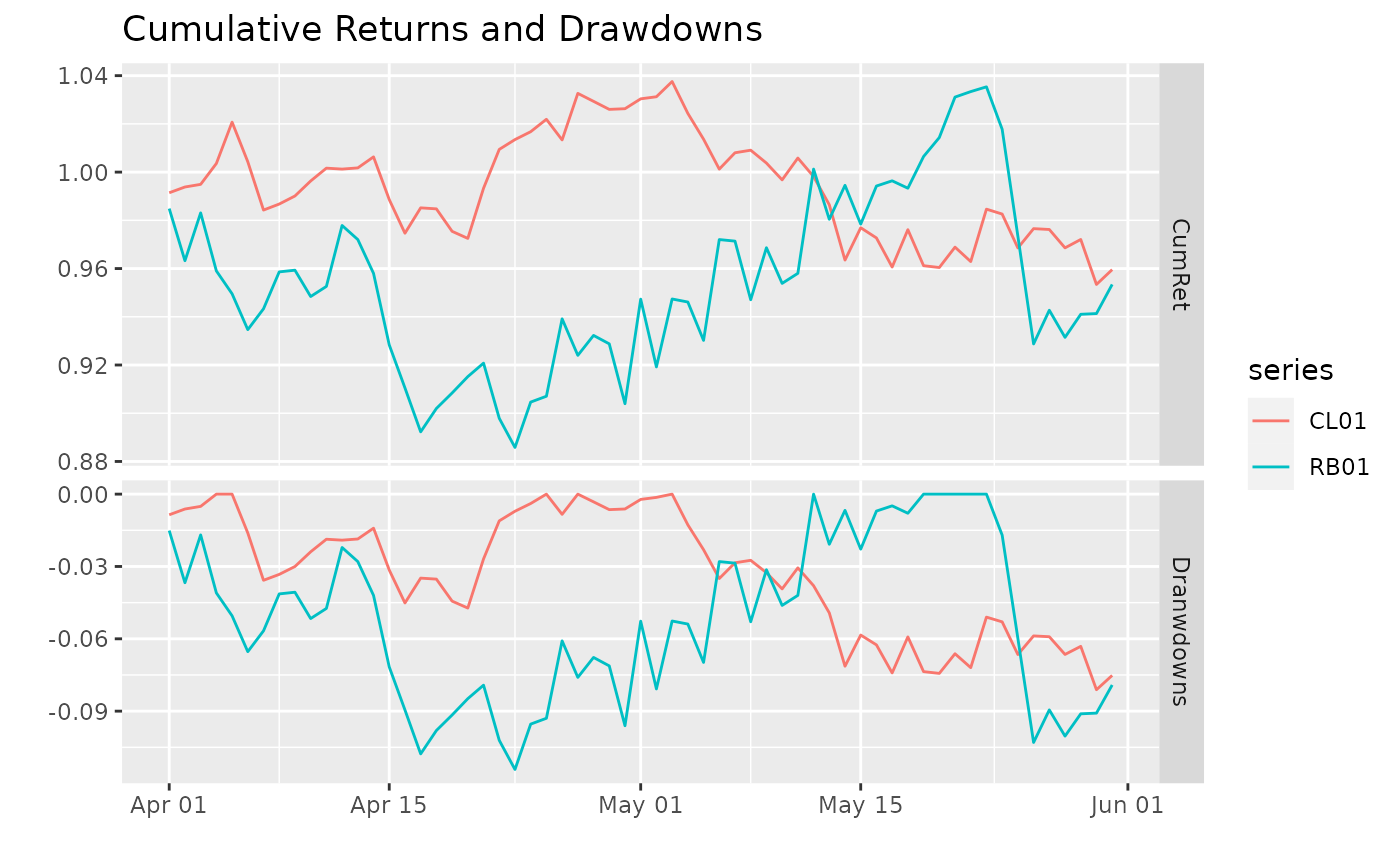 Cumulative Returns and Drawdowns
1.04
1.00
0.96
0.92
0.88
CumRet
0.00
-0.03
-0.06
-0.09
Dranwdowns
Apr 01
Apr 15
May 01
May 15
Jun 01
series
CL01
RB01